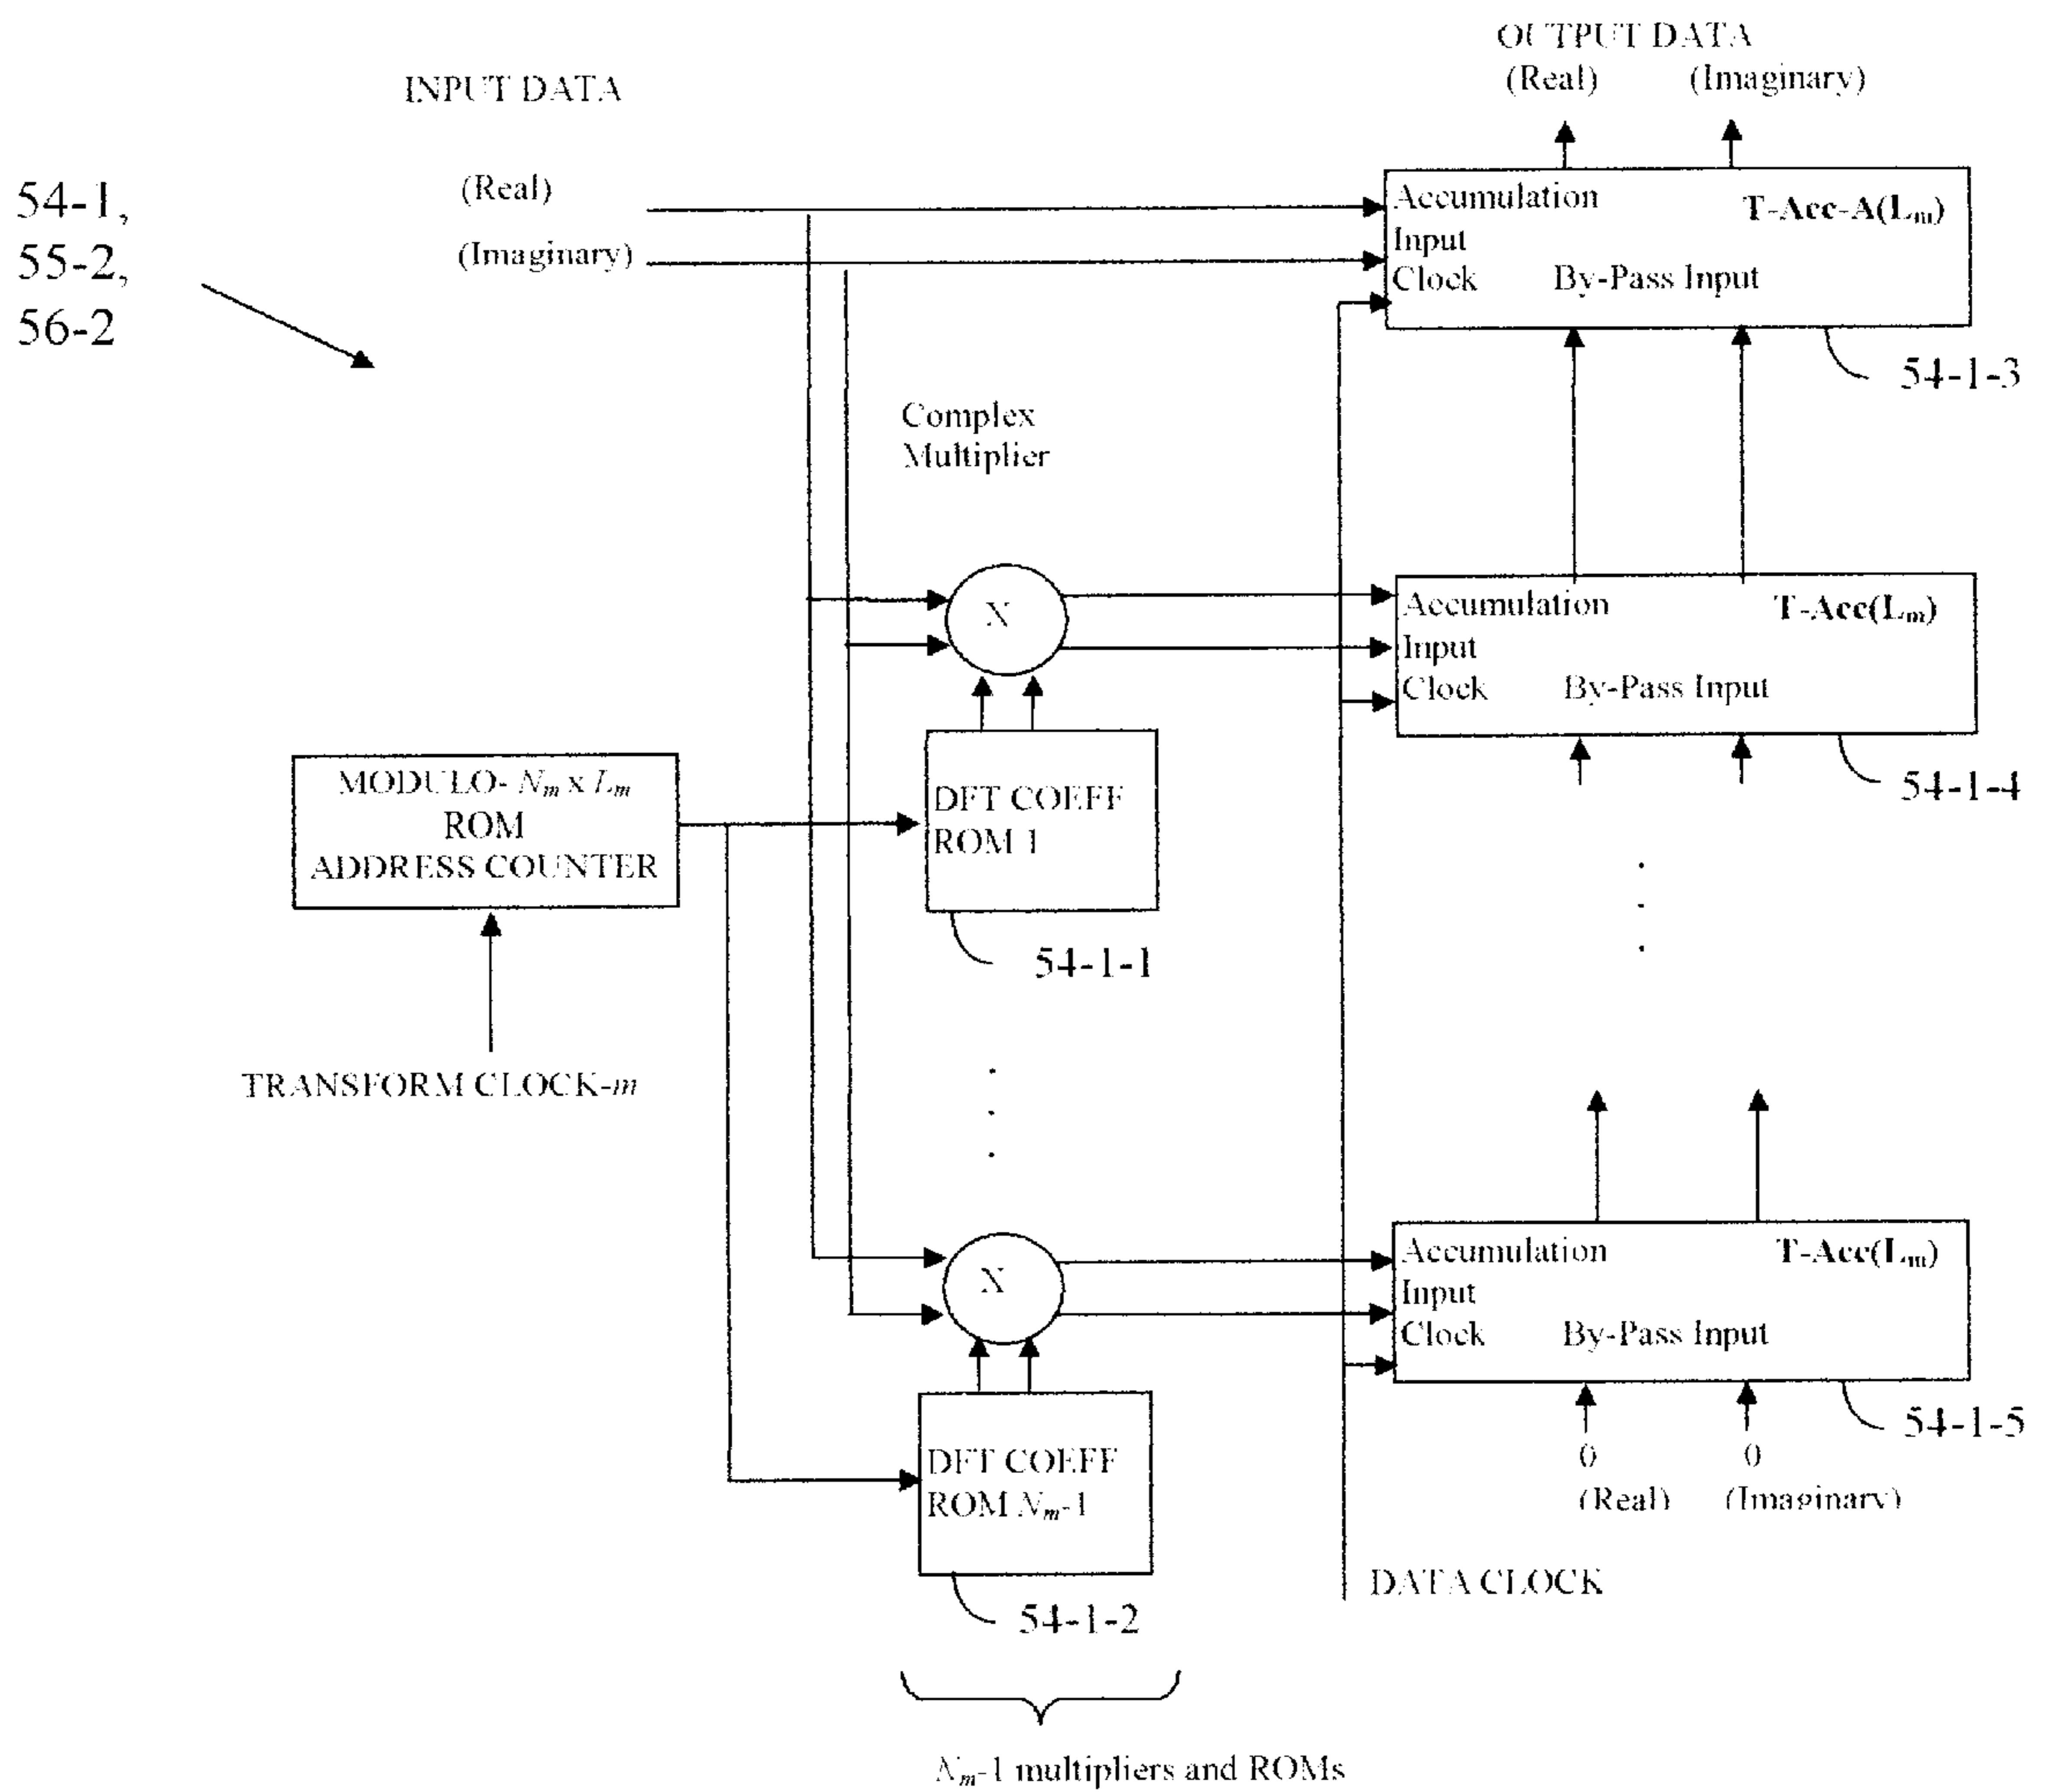 OUTPUT DATA
(Real) (Imaginary)
INPUT DATA
54-1,
55-2,
56-2
(Real)
(Imaginary)
Accumulation T-Acc-A(Lm)
Input
Clock By-Pass Input
54-1-3
Complex
Multiplier
X
Accumulation T-Acc(Lm)
Input
Clock By-Pass Input
54-1-4
MODULO- Nm x Lm
ROM
ADDRESS COUNTER
DFT COEFF
ROM 1
54-1-1
TRANSFORM CLOCK-m
X
Accumulation T-Acc(Lm)
Input
Clock By-Pass Input
54-1-5
0 0
(Real) (Imaginary)
DFT COEFF
ROM Nm-1
54-1-2
DATA CLOCK
Nm-1 multipliers and ROMs